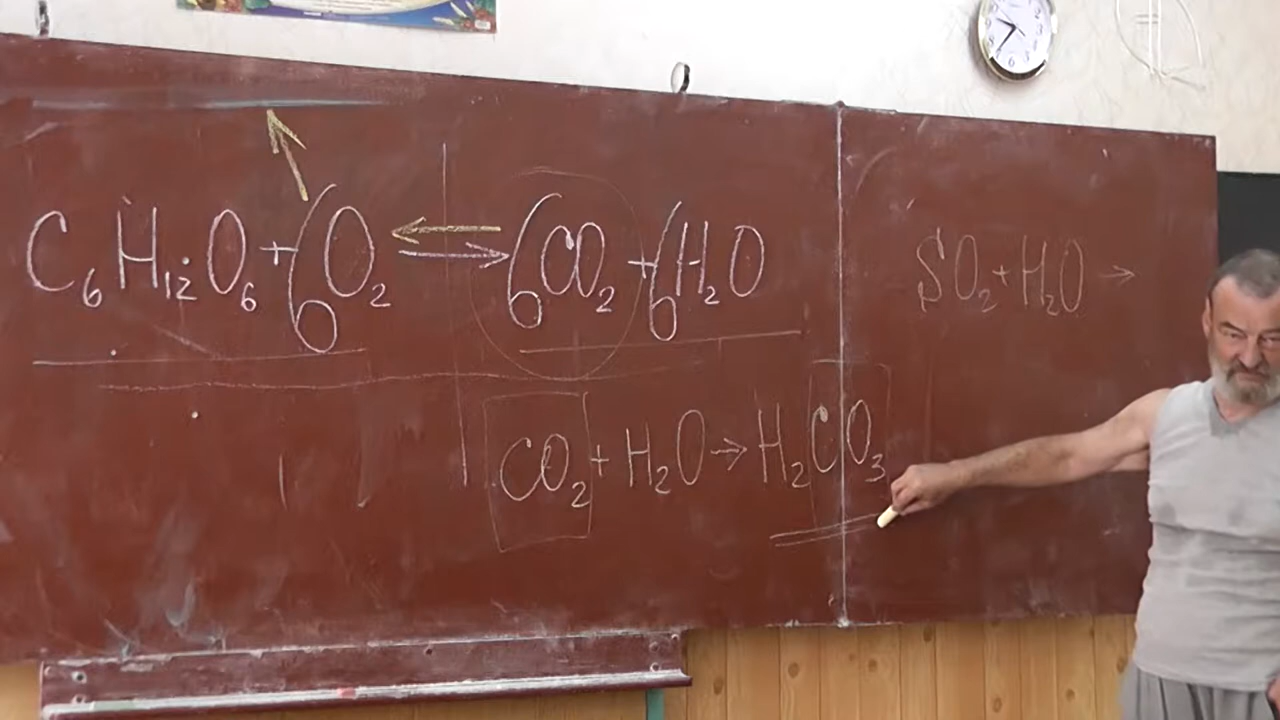 C₆H₁₂O₆ + 6O₂ ⇄ 6CO₂ + 6H₂O
SO₂ + H₂O →
CO₂ + H₂O → H₂CO₃